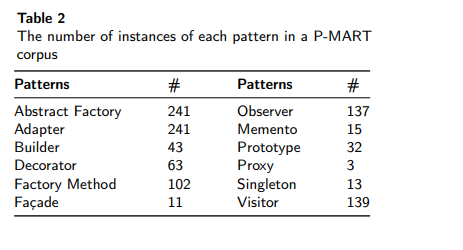 Table 2
The number of instances of each pattern in a P-MART
corpus
Patterns # Patterns #
Abstract Factory 241 Observer 137
Adapter 241 Memento 15
Builder 43 Prototype 32
Decorator 63 Proxy 3
Factory Method 102 Singleton 13
Façade 11 Visitor 139